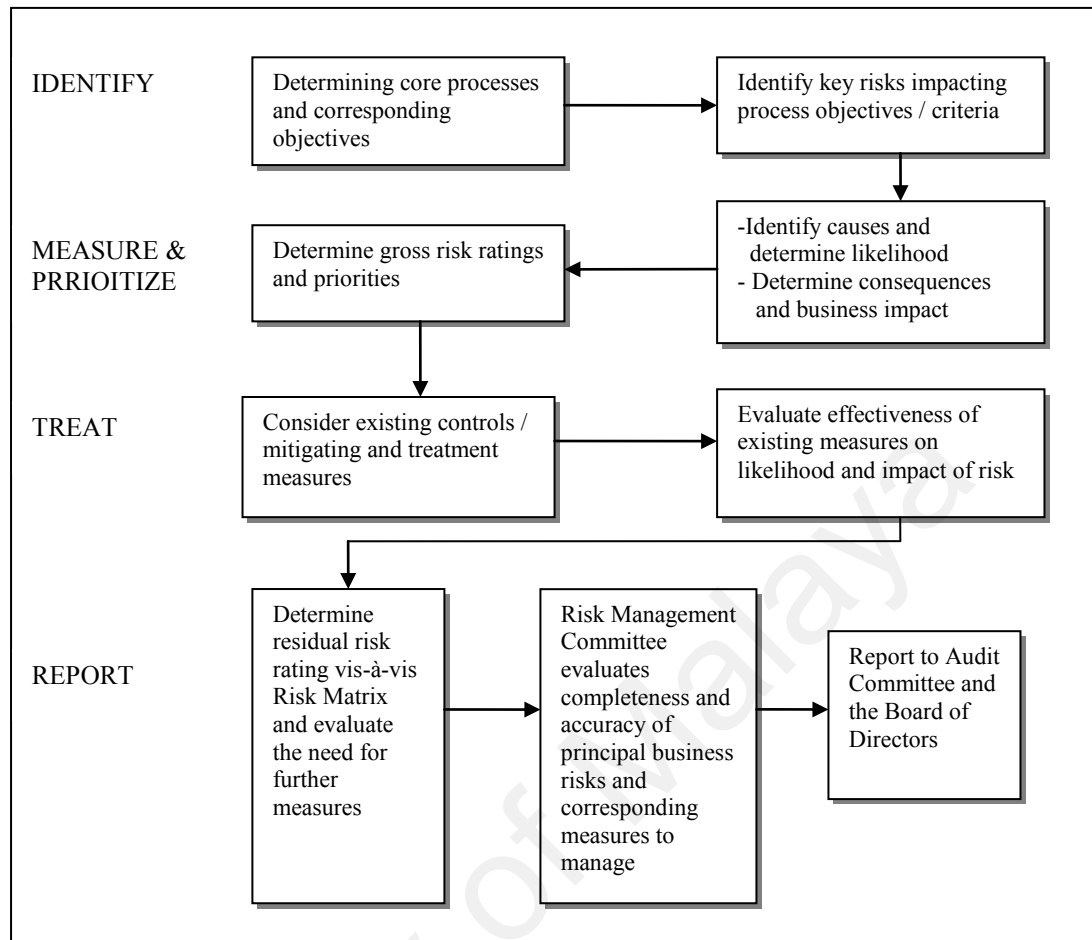 IDENTIFY
Determining core processes
and corresponding
objectives
Identify key risks impacting
process objectives / criteria
MEASURE &
PRRIOITIZE
Determine gross risk ratings
and priorities
-Identify causes and
determine likelihood
- Determine consequences
and business impact
TREAT
Consider existing controls /
mitigating and treatment
measures
Evaluate effectiveness of
existing measures on
likelihood and impact of risk
REPORT
Determine
residual risk
rating vis-à-vis
Risk Matrix
and evaluate
the need for
further
measures
Risk Management
Committee
evaluates
completeness and
accuracy of
principal business
risks and
corresponding
measures to
manage
Report to Audit
Committee and
the Board of
Directors
of Malaya